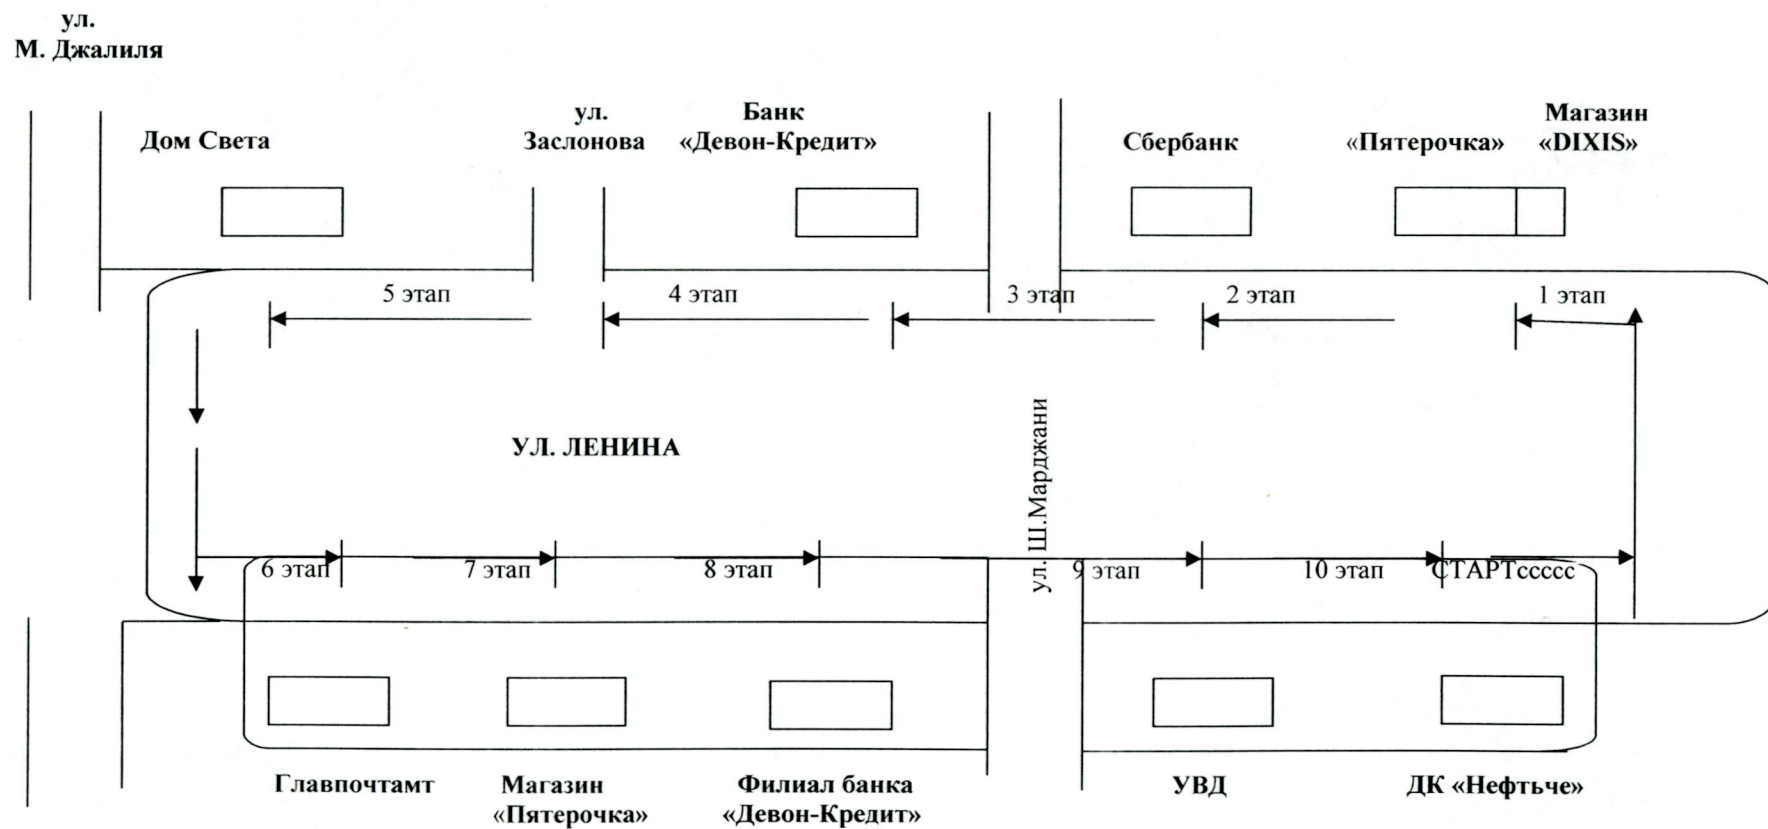 ул.
М. Джалиля
Дом Света
ул.
Заслонова
Банк
«Девон-Кредит»
Сбербанк
«Пятерочка»
Магазин
«DIXIS»
5 этап
4 этап
3 этап
2 этап
1 этап
УЛ. ЛЕНИНА
ул. Ш.Марджани
6 этап
7 этап
8 этап
9 этап
10 этап
СТАРТссссс
Главпочтамт
Магазин
«Пятерочка»
Филиал банка
«Девон-Кредит»
УВД
ДК «Нефтьче»